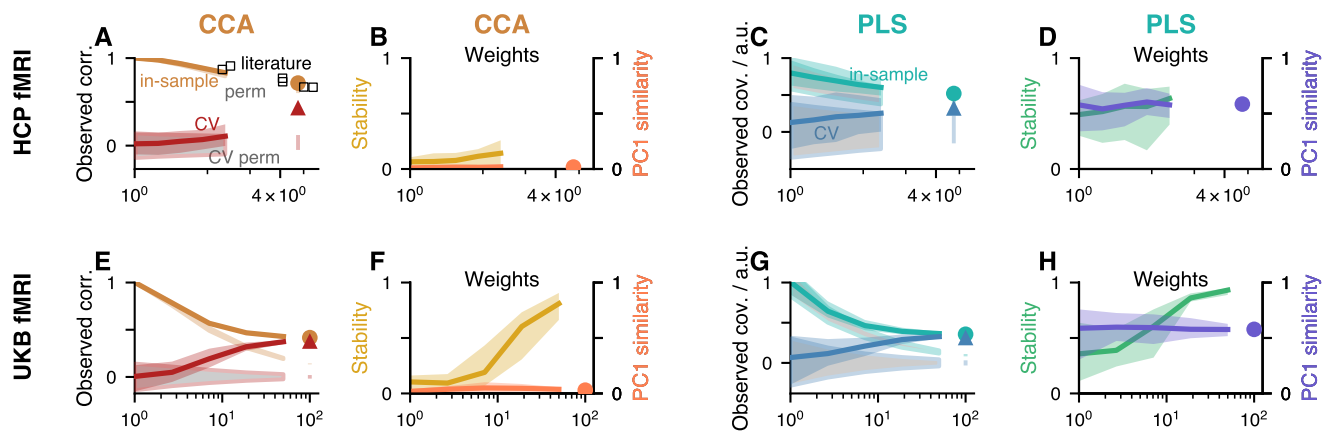 CCA
CCA
PLS
PLS
HCP fMRI
A
Observed corr.
1
0
in-sample
literature
perm
CV
CV perm
10⁰
4 × 10⁰
B
Weights
Stability
1
0
1
0
PC1 similarity
10⁰
4 × 10⁰
C
Observed cov. / a.u.
1
0
in-sample
CV
10⁰
4 × 10⁰
D
Weights
Stability
1
0
1
0
PC1 similarity
10⁰
4 × 10⁰
UKB fMRI
E
Observed corr.
1
0
10⁰
10¹
10²
F
Weights
Stability
1
0
1
0
PC1 similarity
10⁰
10¹
10²
G
Observed cov. / a.u.
1
0
10⁰
10¹
10²
H
Weights
Stability
1
0
1
0
PC1 similarity
10⁰
10¹
10²